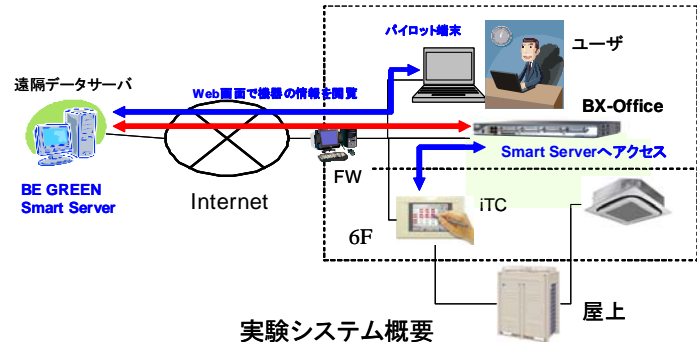 パイロット端末
ユーザ
遠隔データサーバ
Web画面で機器の情報を閲覧
BX-Office
Smart Serverへアクセス
FW
BE GREEN
Smart Server
Internet
iTC
6F
屋上
実験システム概要